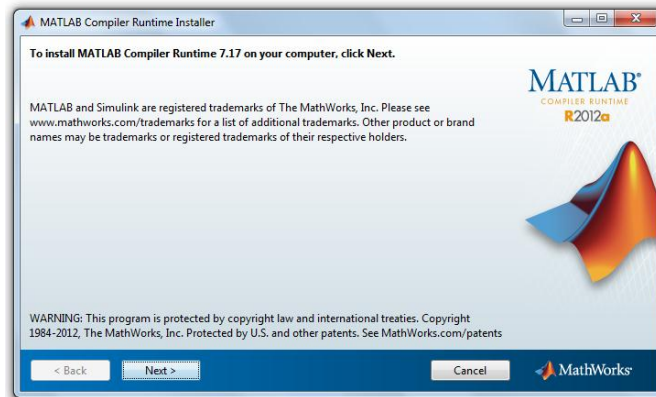 MATLAB Compiler Runtime Installer
To install MATLAB Compiler Runtime 7.17 on your computer, click Next.
MATLAB®
COMPILER RUNTIME
R2012a
MATLAB and Simulink are registered trademarks of The MathWorks, Inc. Please see
www.mathworks.com/trademarks for a list of additional trademarks. Other product or brand
names may be trademarks or registered trademarks of their respective holders.
WARNING: This program is protected by copyright law and international treaties. Copyright
1984-2012, The MathWorks, Inc. Protected by U.S. and other patents. See MathWorks.com/patents
< Back Next > Cancel MathWorks®